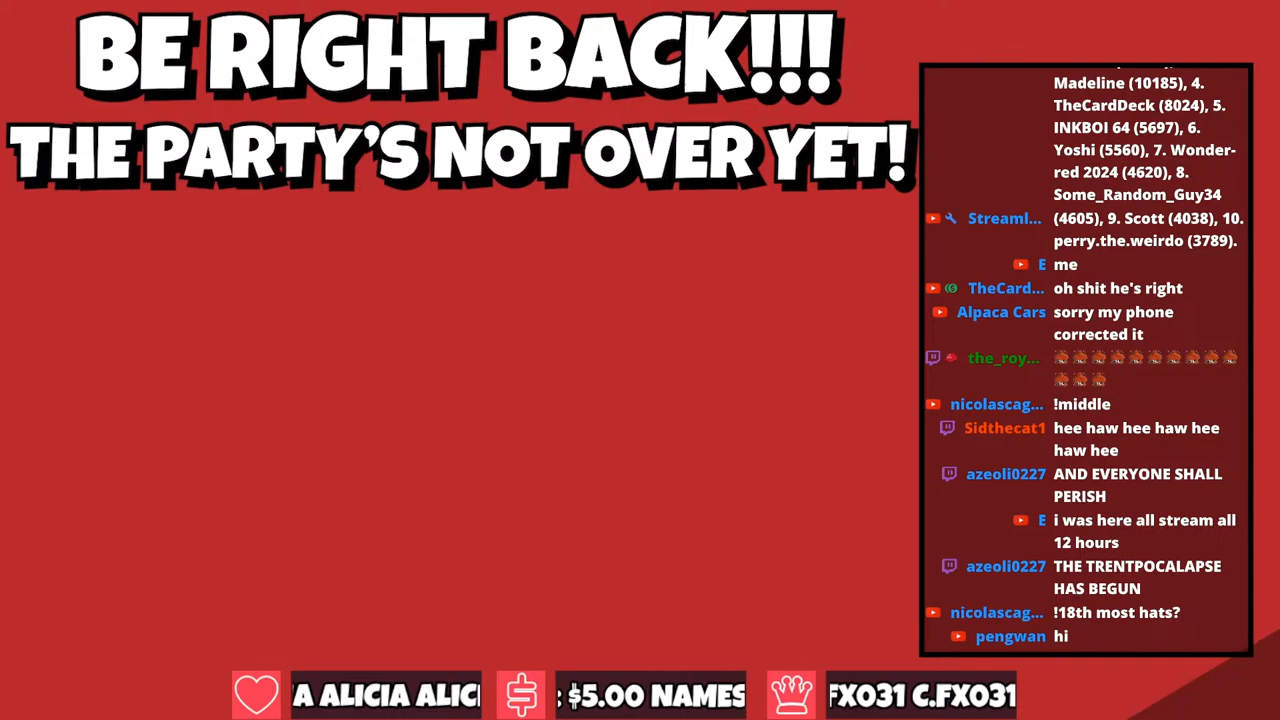 BE RIGHT BACK!!!
THE PARTY'S NOT OVER YET!
Madeline (10185), 4.
TheCardDeck (8024), 5.
INKBOI 64 (5697), 6.
Yoshi (5560), 7. Wonder-
red 2024 (4620), 8.
Some_Random_Guy34
Streaml... (4605), 9. Scott (4038), 10.
perry.the.weirdo (3789).
E me
TheCard... oh shit he's right
Alpaca Cars sorry my phone
corrected it
the_roy...
nicolascag... !middle
Sidthecat1 hee haw hee haw hee
haw hee
azeoli0227 AND EVERYONE SHALL
PERISH
E i was here all stream all
12 hours
azeoli0227 THE TRENTPOCALAPSE
HAS BEGUN
nicolascag... !18th most hats?
pengwan hi
A ALICIA ALIC
: $5.00 NAMES
FX031 C.FX031